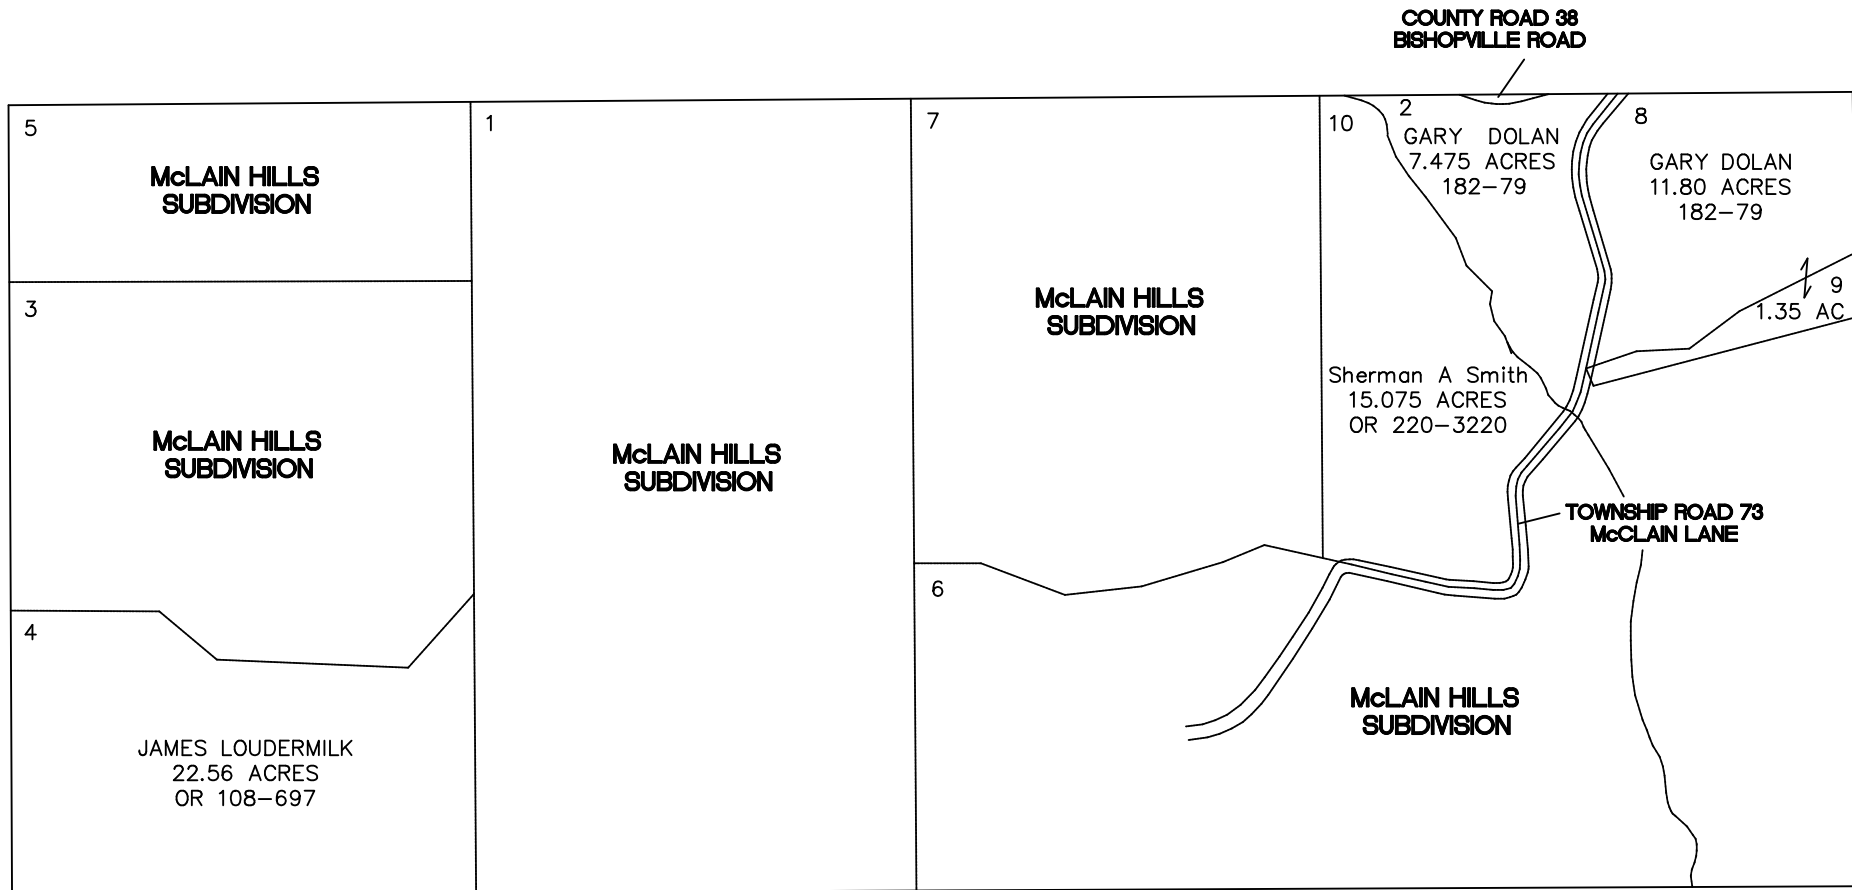 COUNTY ROAD 38
BISHOPVILLE ROAD
5
McLAIN HILLS
SUBDIVISION
1
7
10
2
GARY DOLAN
7.475 ACRES
182-79
8
GARY DOLAN
11.80 ACRES
182-79
9
1.35 AC
3
McLAIN HILLS
SUBDIVISION
McLAIN HILLS
SUBDIVISION
McLAIN HILLS
SUBDIVISION
Sherman A Smith
15.075 ACRES
OR 220-3220
TOWNSHIP ROAD 73
McCLAIN LANE
4
JAMES LOUDERMILK
22.56 ACRES
OR 108-697
6
McLAIN HILLS
SUBDIVISION